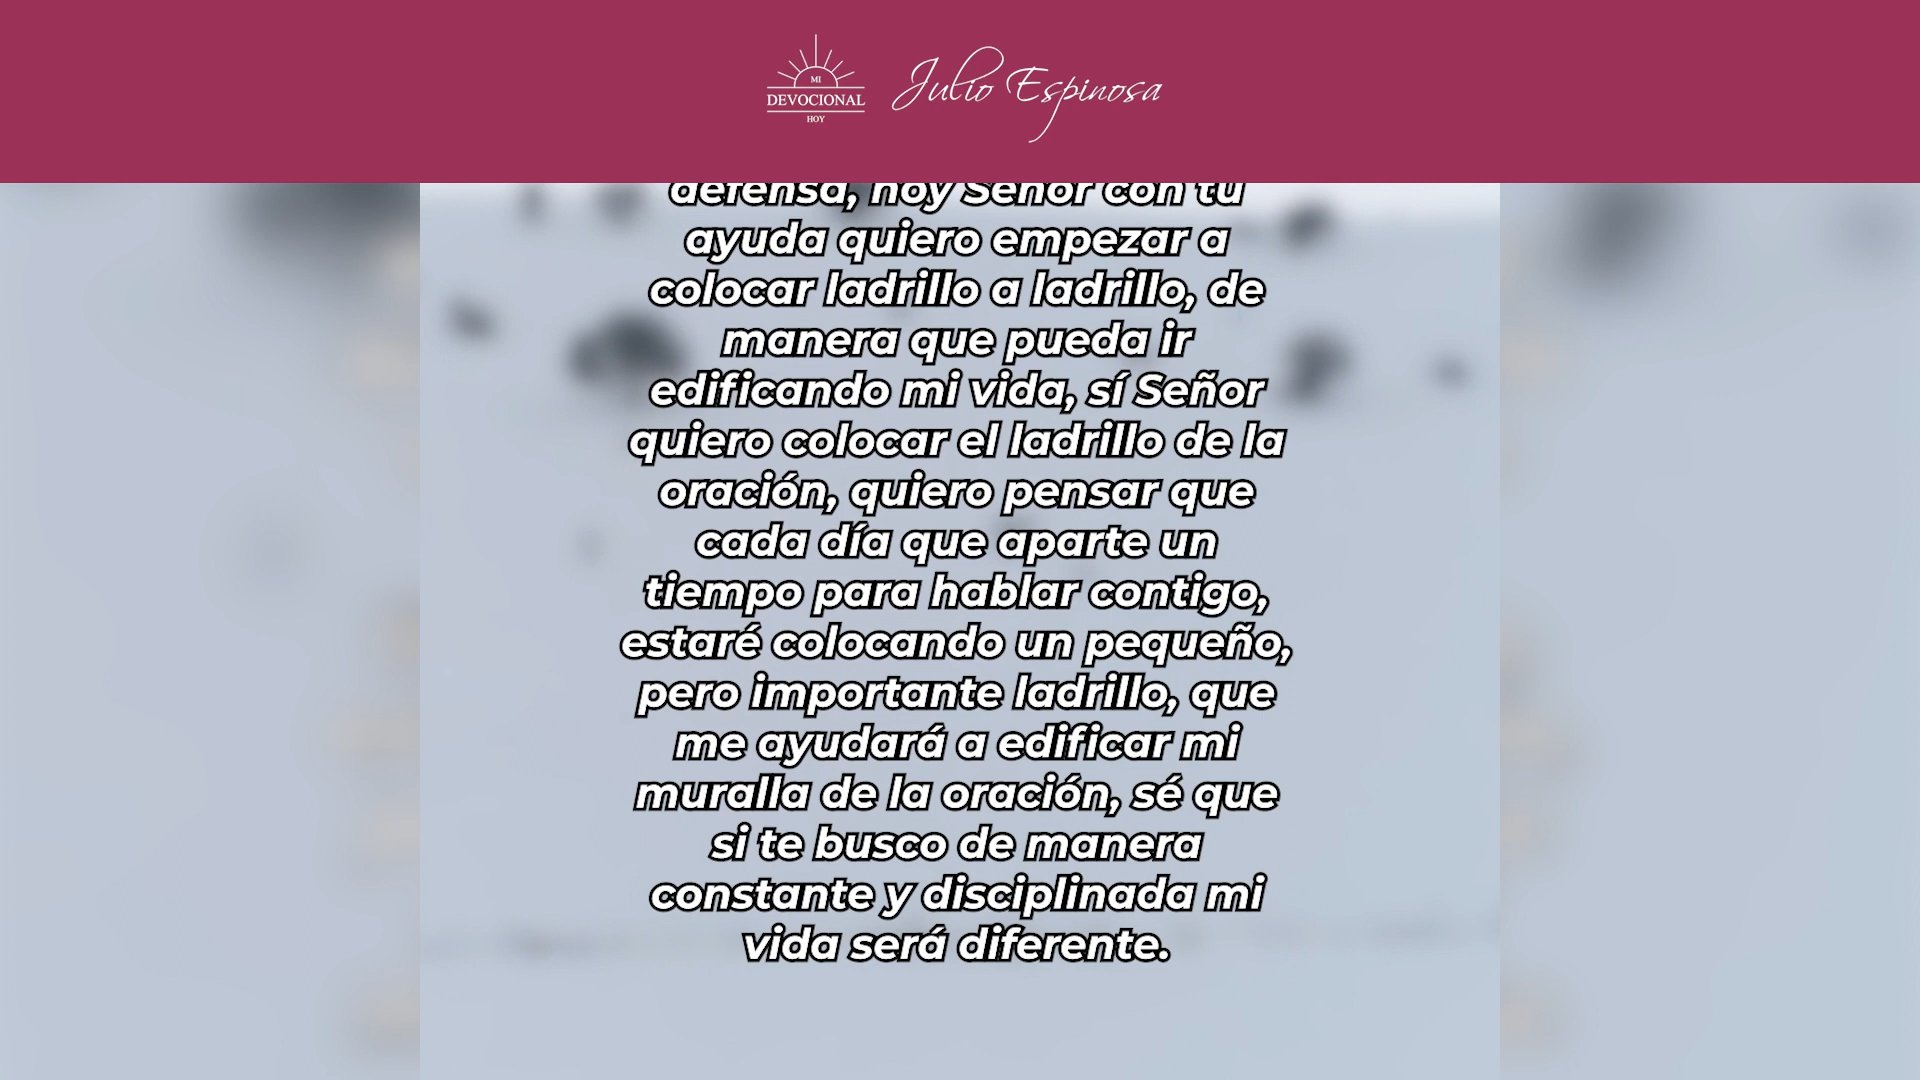 MI
DEVOCIONAL
HOY
Julio Espinosa
defensa, hoy Señor con tu
ayuda quiero empezar a
colocar ladrillo a ladrillo, de
manera que pueda ir
edificando mi vida, sí Señor
quiero colocar el ladrillo de la
oración, quiero pensar que
cada día que aparte un
tiempo para hablar contigo,
estaré colocando un pequeño,
pero importante ladrillo, que
me ayudará a edificar mi
muralla de la oración, sé que
si te busco de manera
constante y disciplinada mi
vida será diferente.